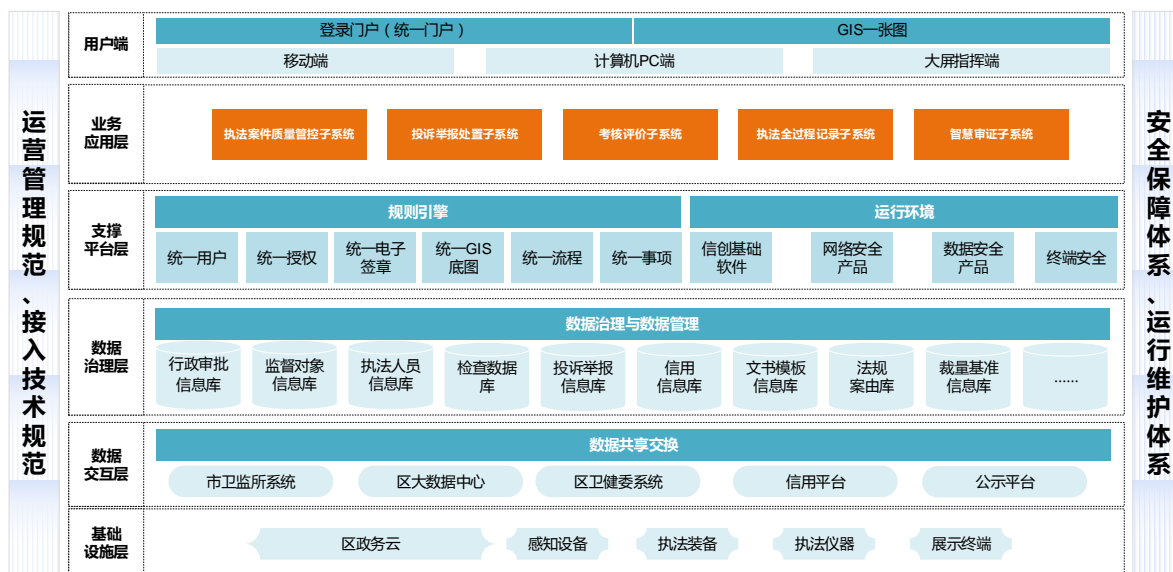 运营管理规范、接入技术规范
用户端
登录门户（统一门户）
GIS一张图
移动端
计算机PC端
大屏指挥端
业务
应用层
执法案件质量管控子系统
投诉举报处置子系统
考核评价子系统
执法全过程记录子系统
智慧审证子系统
支撑
平台层
规则引擎
运行环境
统一用户
统一授权
统一电子
签章
统一GIS
底图
统一流程
统一事项
信创基础
软件
网络安全
产品
数据安全
产品
终端安全
数据
治理层
数据治理与数据管理
行政审批
信息库
监督对象
信息库
执法人员
信息库
检查数据
库
投诉举报
信息库
信用
信息库
文书模板
信息库
法规
案由库
裁量基准
信息库
......
数据
交互层
数据共享交换
市卫监所系统
区大数据中心
区卫健委系统
信用平台
公示平台
基础
设施层
区政务云
感知设备
执法装备
执法仪器
展示终端
安全保障体系、运行维护体系